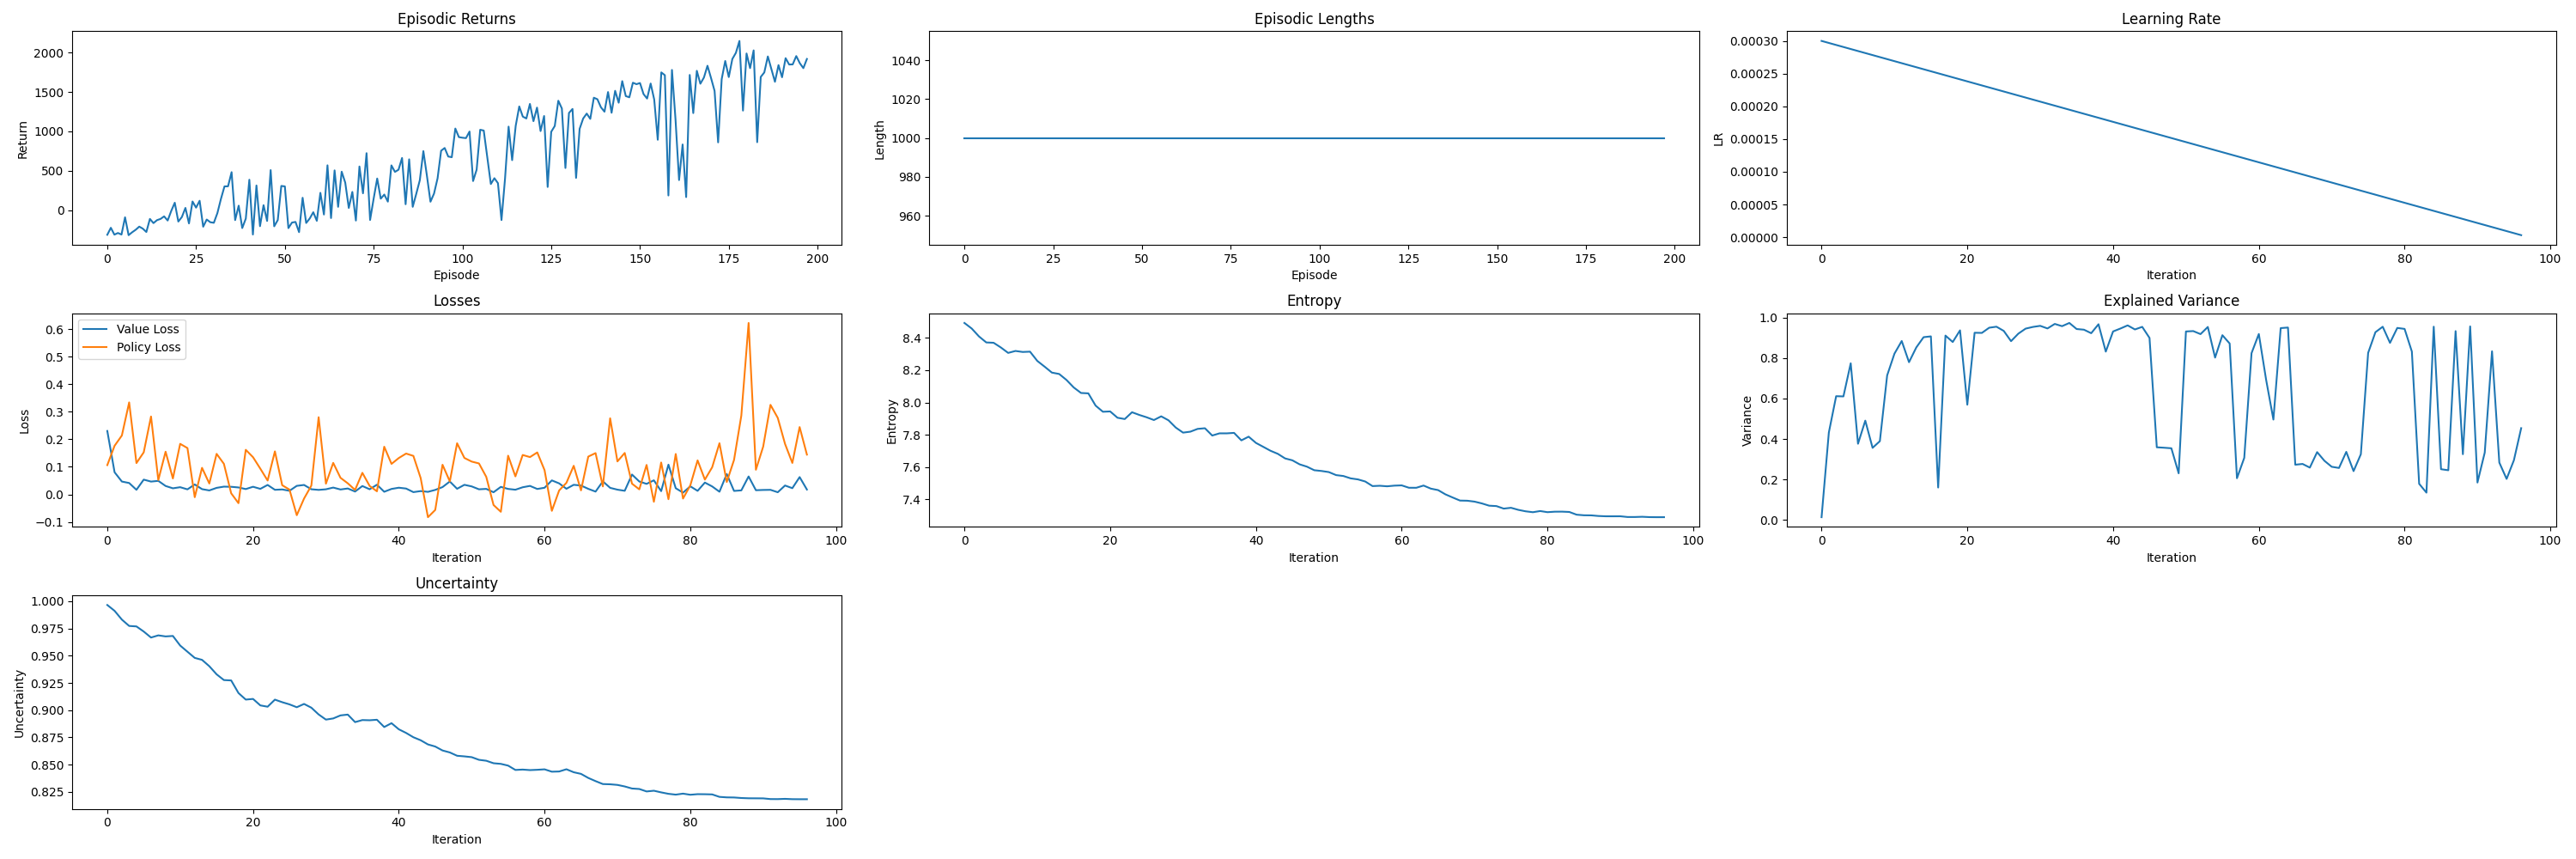 Episodic Returns
Return
2000
1500
1000
500
0
0 25 50 75 100 125 150 175 200
Episode
Episodic Lengths
Length
1040
1020
1000
980
960
0 25 50 75 100 125 150 175 200
Episode
Learning Rate
LR
0.00030
0.00025
0.00020
0.00015
0.00010
0.00005
0.00000
0 20 40 60 80 100
Iteration
Losses
Value Loss
Policy Loss
Loss
0.6
0.5
0.4
0.3
0.2
0.1
0.0
−0.1
0 20 40 60 80 100
Iteration
Entropy
Entropy
8.4
8.2
8.0
7.8
7.6
7.4
0 20 40 60 80 100
Iteration
Explained Variance
Variance
1.0
0.8
0.6
0.4
0.2
0.0
0 20 40 60 80 100
Iteration
Uncertainty
Uncertainty
1.000
0.975
0.950
0.925
0.900
0.875
0.850
0.825
0 20 40 60 80 100
Iteration